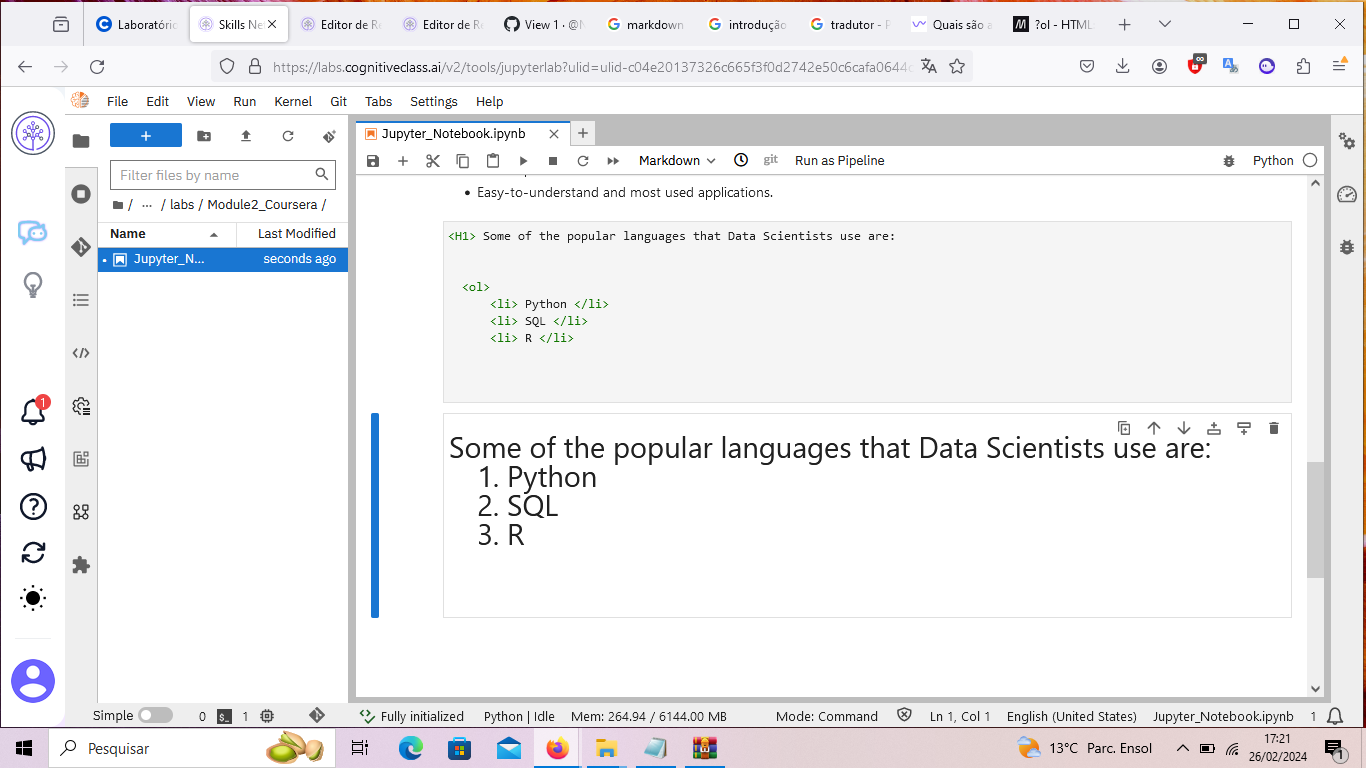 Laboratóric
Skills Ne
Editor de Re
Editor de Re
View 1 · @N
markdown
introdução
tradutor - P
Quais são a
?ol - HTML
https://labs.cognitiveclass.ai/v2/tools/jupyterlab?ulid=ulid-c04e20137326c665f3f0d2742e50c6cafa0644c
File Edit View Run Kernel Git Tabs Settings Help
Jupyter_Notebook.ipynb
Markdown
git
Run as Pipeline
Python
Filter files by name
/ ... / labs / Module2_Coursera /
Name
Last Modified
Jupyter_N...
seconds ago
• Easy-to-understand and most used applications.
<H1> Some of the popular languages that Data Scientists use are:
<ol>
<li> Python </li>
<li> SQL </li>
<li> R </li>
Some of the popular languages that Data Scientists use are:
1. Python
2. SQL
3. R
1
Simple
0
1
Fully initialized
Python | Idle
Mem: 264.94 / 6144.00 MB
Mode: Command
Ln 1, Col 1
English (United States)
Jupyter_Notebook.ipynb
1
Pesquisar
13°C Parc. Ensol
17:21
26/02/2024
1